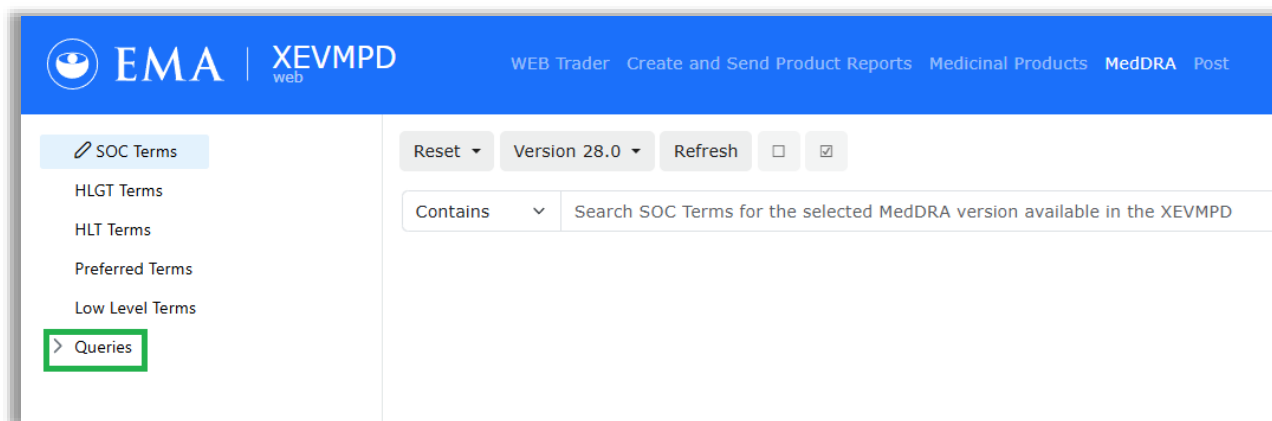 EMA XEVMPD
web
WEB Trader Create and Send Product Reports Medicinal Products MedDRA Post
SOC Terms
HLGT Terms
HLT Terms
Preferred Terms
Low Level Terms
Queries
Reset Version 28.0 Refresh
Contains Search SOC Terms for the selected MedDRA version available in the XEVMPD